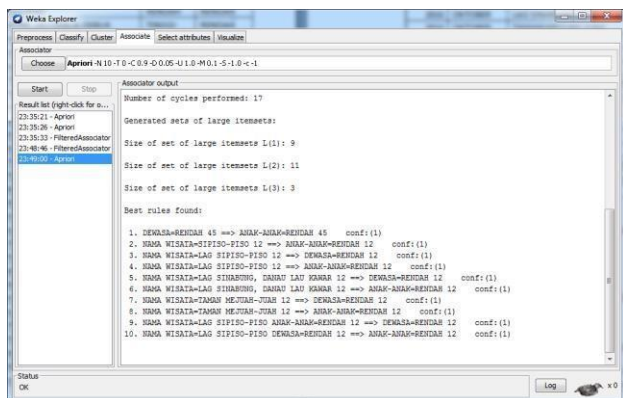 Weka Explorer
Preprocess Classify Cluster Associate Select attributes Visualize
Associator
Choose Apriori -N 10 -T 0 -C 0.9 -D 0.05 -U 1.0 -M 0.1 -S -1.0 -c -1
Start Stop
Result list (right-click for o...
23:35:21 - Apriori
23:35:26 - Apriori
23:35:33 - FilteredAssociator
23:48:46 - FilteredAssociator
23:49:00 - Apriori
Associator output
Number of cycles performed: 17
Generated sets of large itemsets:
Size of set of large itemsets L(1): 9
Size of set of large itemsets L(2): 11
Size of set of large itemsets L(3): 3
Best rules found:
1. DEWASA=RENDAH 45 ==> ANAK-ANAK=RENDAH 45 conf:(1)
2. NAMA WISATA=SIPISO-PISO 12 ==> ANAK-ANAK=RENDAH 12 conf:(1)
3. NAMA WISATA=LAG SIPISO-PISO 12 ==> DEWASA=RENDAH 12 conf:(1)
4. NAMA WISATA=LAG SIPISO-PISO 12 ==> ANAK-ANAK=RENDAH 12 conf:(1)
5. NAMA WISATA=LAG SINABUNG, DANAU LAU KAWAR 12 ==> DEWASA=RENDAH 12 conf:(1)
6. NAMA WISATA=LAG SINABUNG, DANAU LAU KAWAR 12 ==> ANAK-ANAK=RENDAH 12 conf:(1)
7. NAMA WISATA=TAMAN MEJUAH-JUAH 12 ==> DEWASA=RENDAH 12 conf:(1)
8. NAMA WISATA=TAMAN MEJUAH-JUAH 12 ==> ANAK-ANAK=RENDAH 12 conf:(1)
9. NAMA WISATA=LAG SIPISO-PISO ANAK-ANAK=RENDAH 12 ==> DEWASA=RENDAH 12 conf:(1)
10. NAMA WISATA=LAG SIPISO-PISO DEWASA=RENDAH 12 ==> ANAK-ANAK=RENDAH 12 conf:(1)
Status
OK
Log
x 0